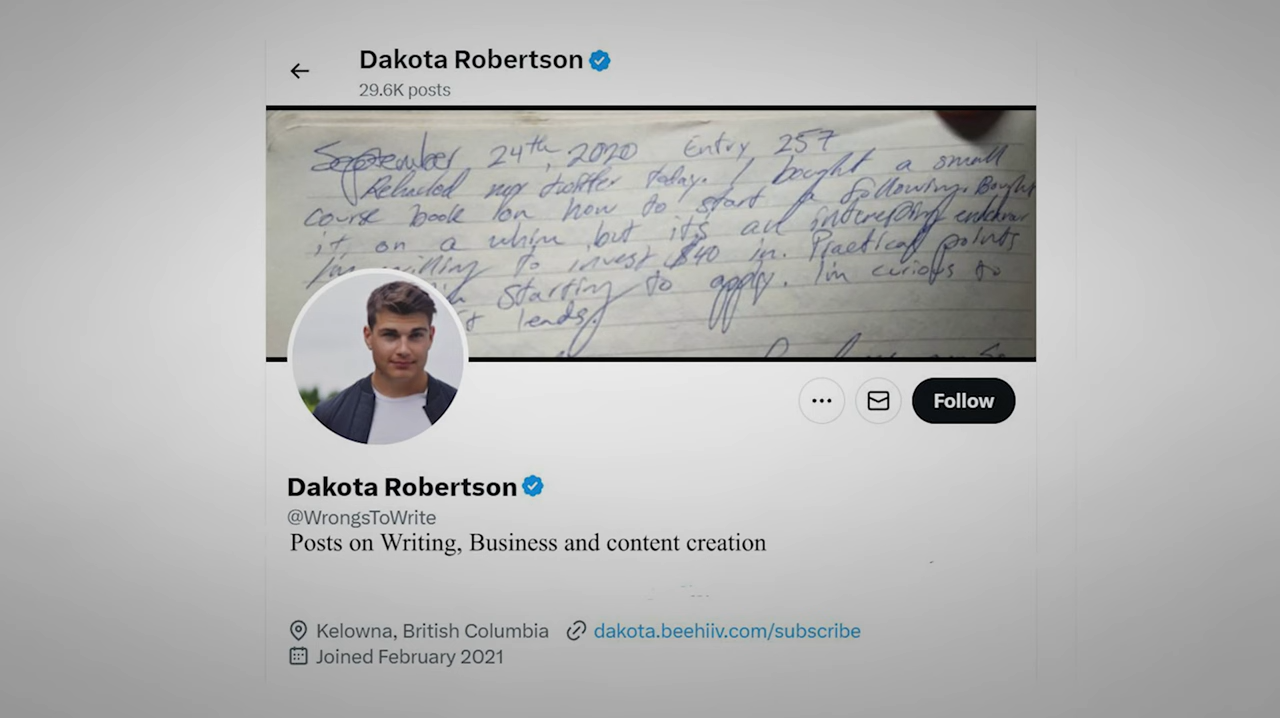 Dakota Robertson
29.6K posts
September 24th, 2020 Entry 257
my twitter today. I bought a small
course book on how to start a following. Bought
it on a whim but it's an interesting endeavor
I'm willing to invest $40 in. Practical points
starting to apply. I'm curious to
it leads.
Follow
Dakota Robertson
@WrongsToWrite
Posts on Writing, Business and content creation
Kelowna, British Columbia dakota.beehiiv.com/subscribe
Joined February 2021